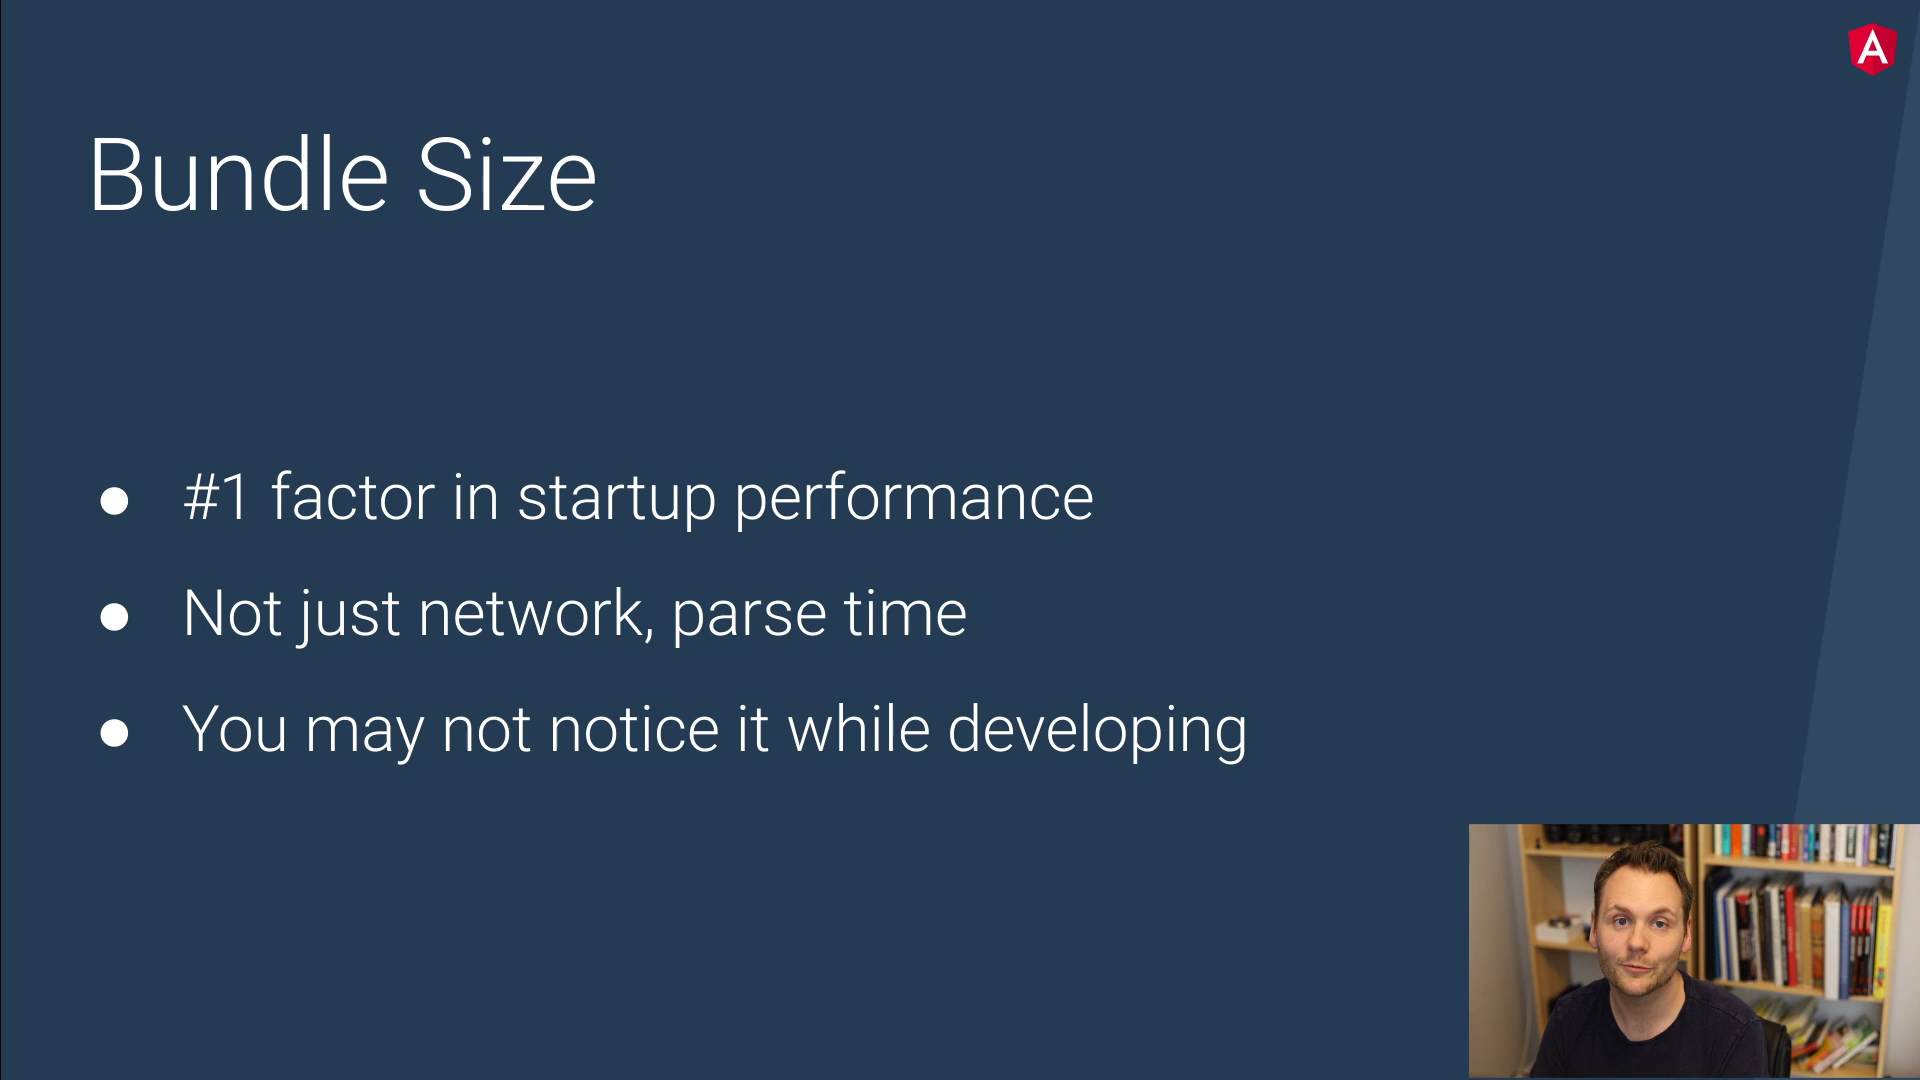 Bundle Size
#1 factor in startup performance
Not just network, parse time
You may not notice it while developing